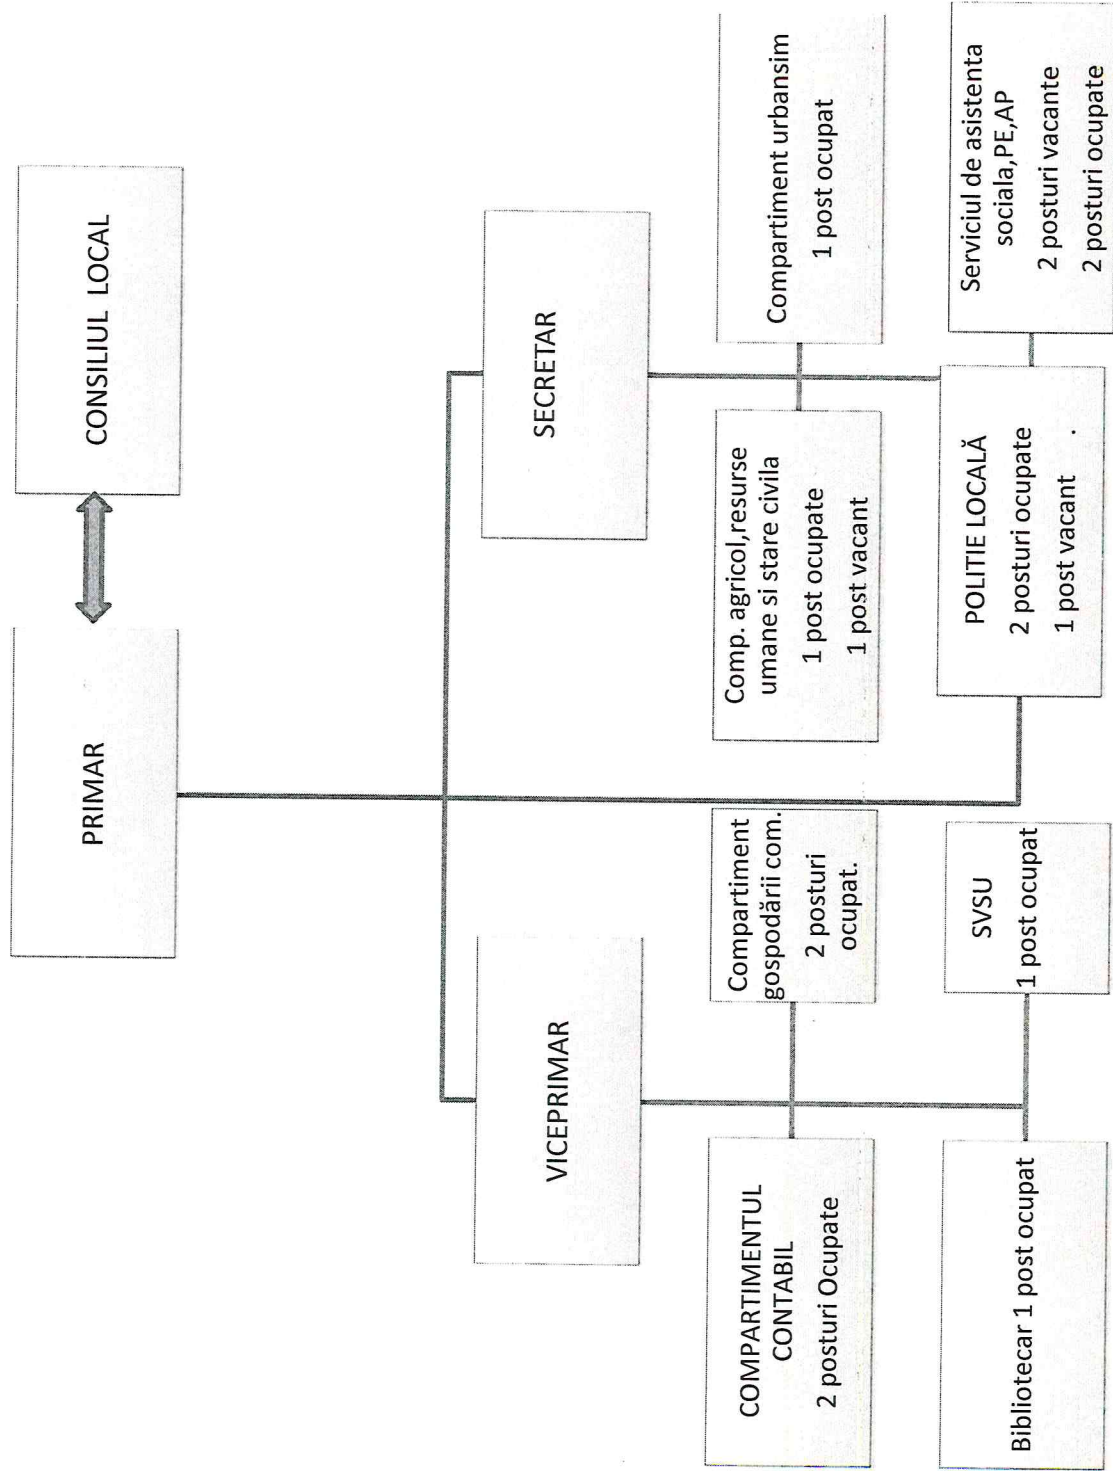 PRIMAR
CONSILIUL LOCAL
VICEPRIMAR
SECRETAR
COMPARTIMENTUL
CONTABIL
2 posturi Ocupate
Compartiment
gospodării com.
2 posturi
ocupat.
Comp. agricol,resurse
umane si stare civila
1 post ocupate
1 post vacant
Compartiment urbansim
1 post ocupat
Bibliotecar 1 post ocupat
SVSU
1 post ocupat
POLITIE LOCALĂ
2 posturi ocupate
1 post vacant .
Serviciul de asistenta
sociala,PE,AP
2 posturi vacante
2 posturi ocupate